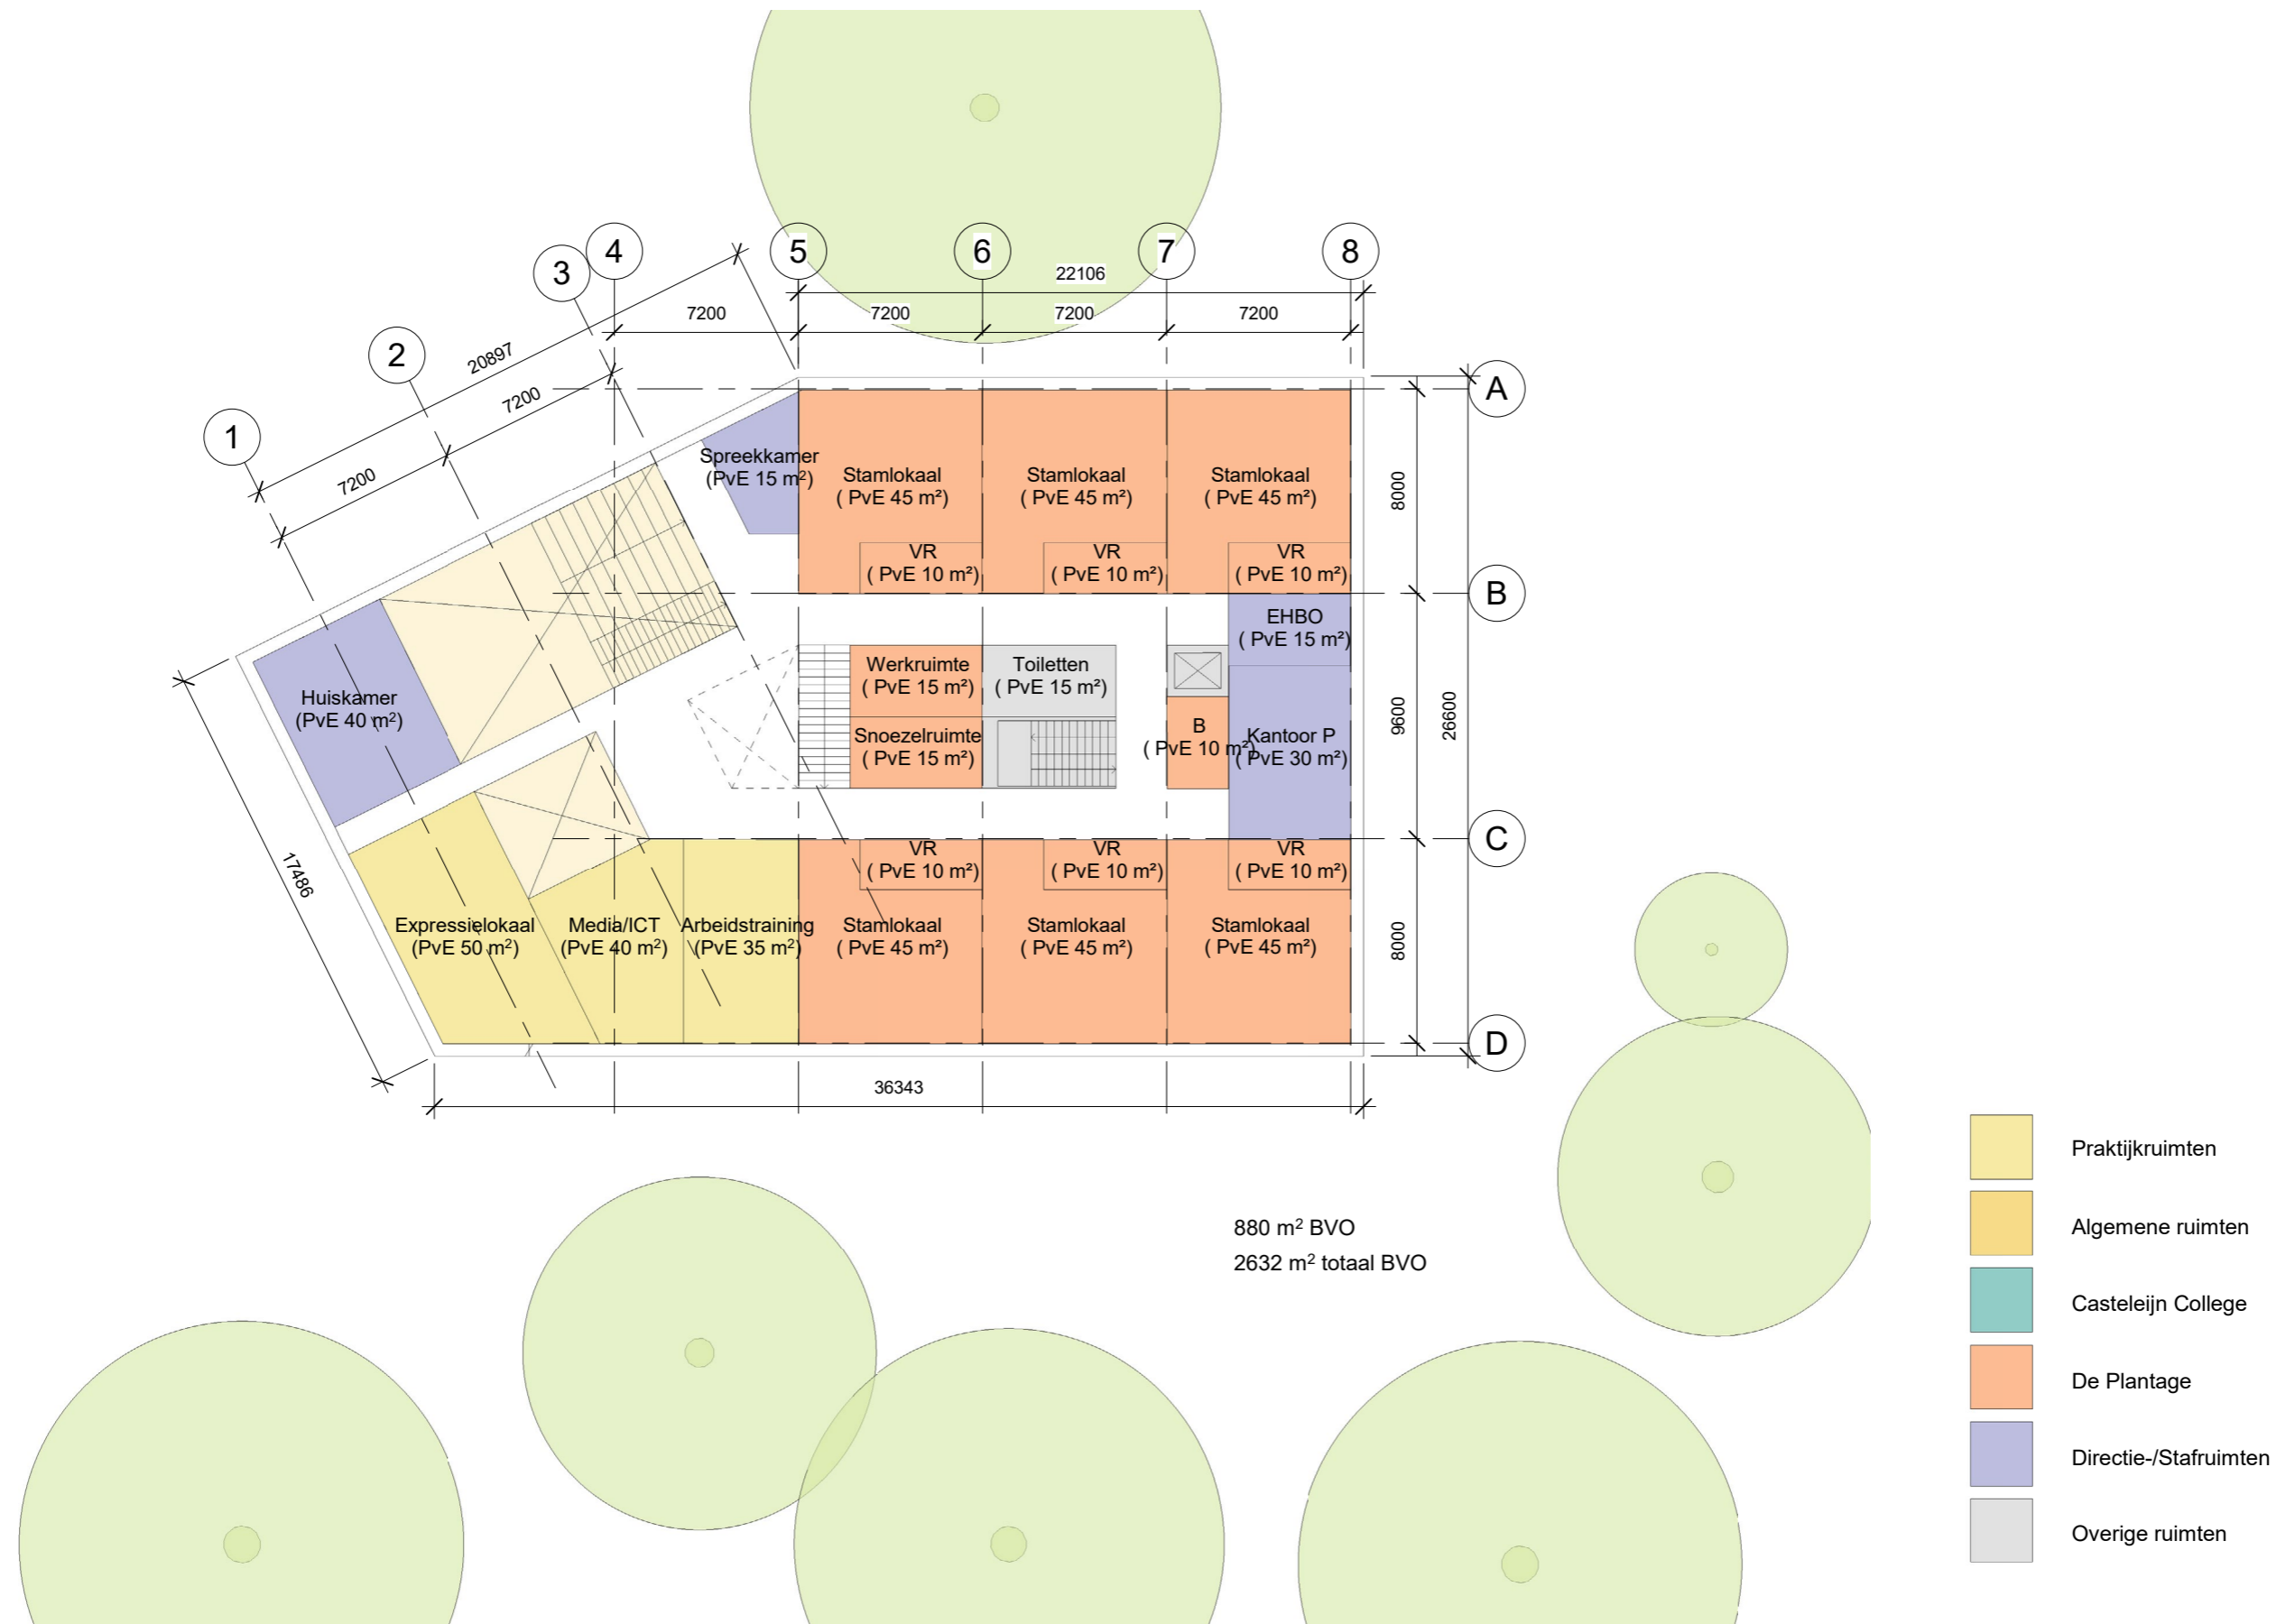 4
5
6
7
8
3
22106
7200
7200
7200
7200
2
20897
7200
A
1
7200
Spreekkamer
(PvE 15 m²)
Stamlokaal
( PvE 45 m²)
Stamlokaal
( PvE 45 m²)
Stamlokaal
( PvE 45 m²)
8000
VR
( PvE 10 m²)
VR
( PvE 10 m²)
VR
( PvE 10 m²)
B
EHBO
( PvE 15 m²)
Huiskamer
(PvE 40 m²)
Werkruimte
( PvE 15 m²)
Toiletten
( PvE 15 m²)
9600
26600
Snoezelruimte
( PvE 15 m²)
B
( PvE 10 m²)
Kantoor P
( PvE 30 m²)
C
VR
( PvE 10 m²)
VR
( PvE 10 m²)
VR
( PvE 10 m²)
17486
Expressielokaal
(PvE 50 m²)
Media/ICT
(PvE 40 m²)
Arbeidstraining
(PvE 35 m²)
Stamlokaal
( PvE 45 m²)
Stamlokaal
( PvE 45 m²)
Stamlokaal
( PvE 45 m²)
8000
D
36343
880 m² BVO
2632 m² totaal BVO
Praktijkruimten
Algemene ruimten
Casteleijn College
De Plantage
Directie-/Stafruimten
Overige ruimten